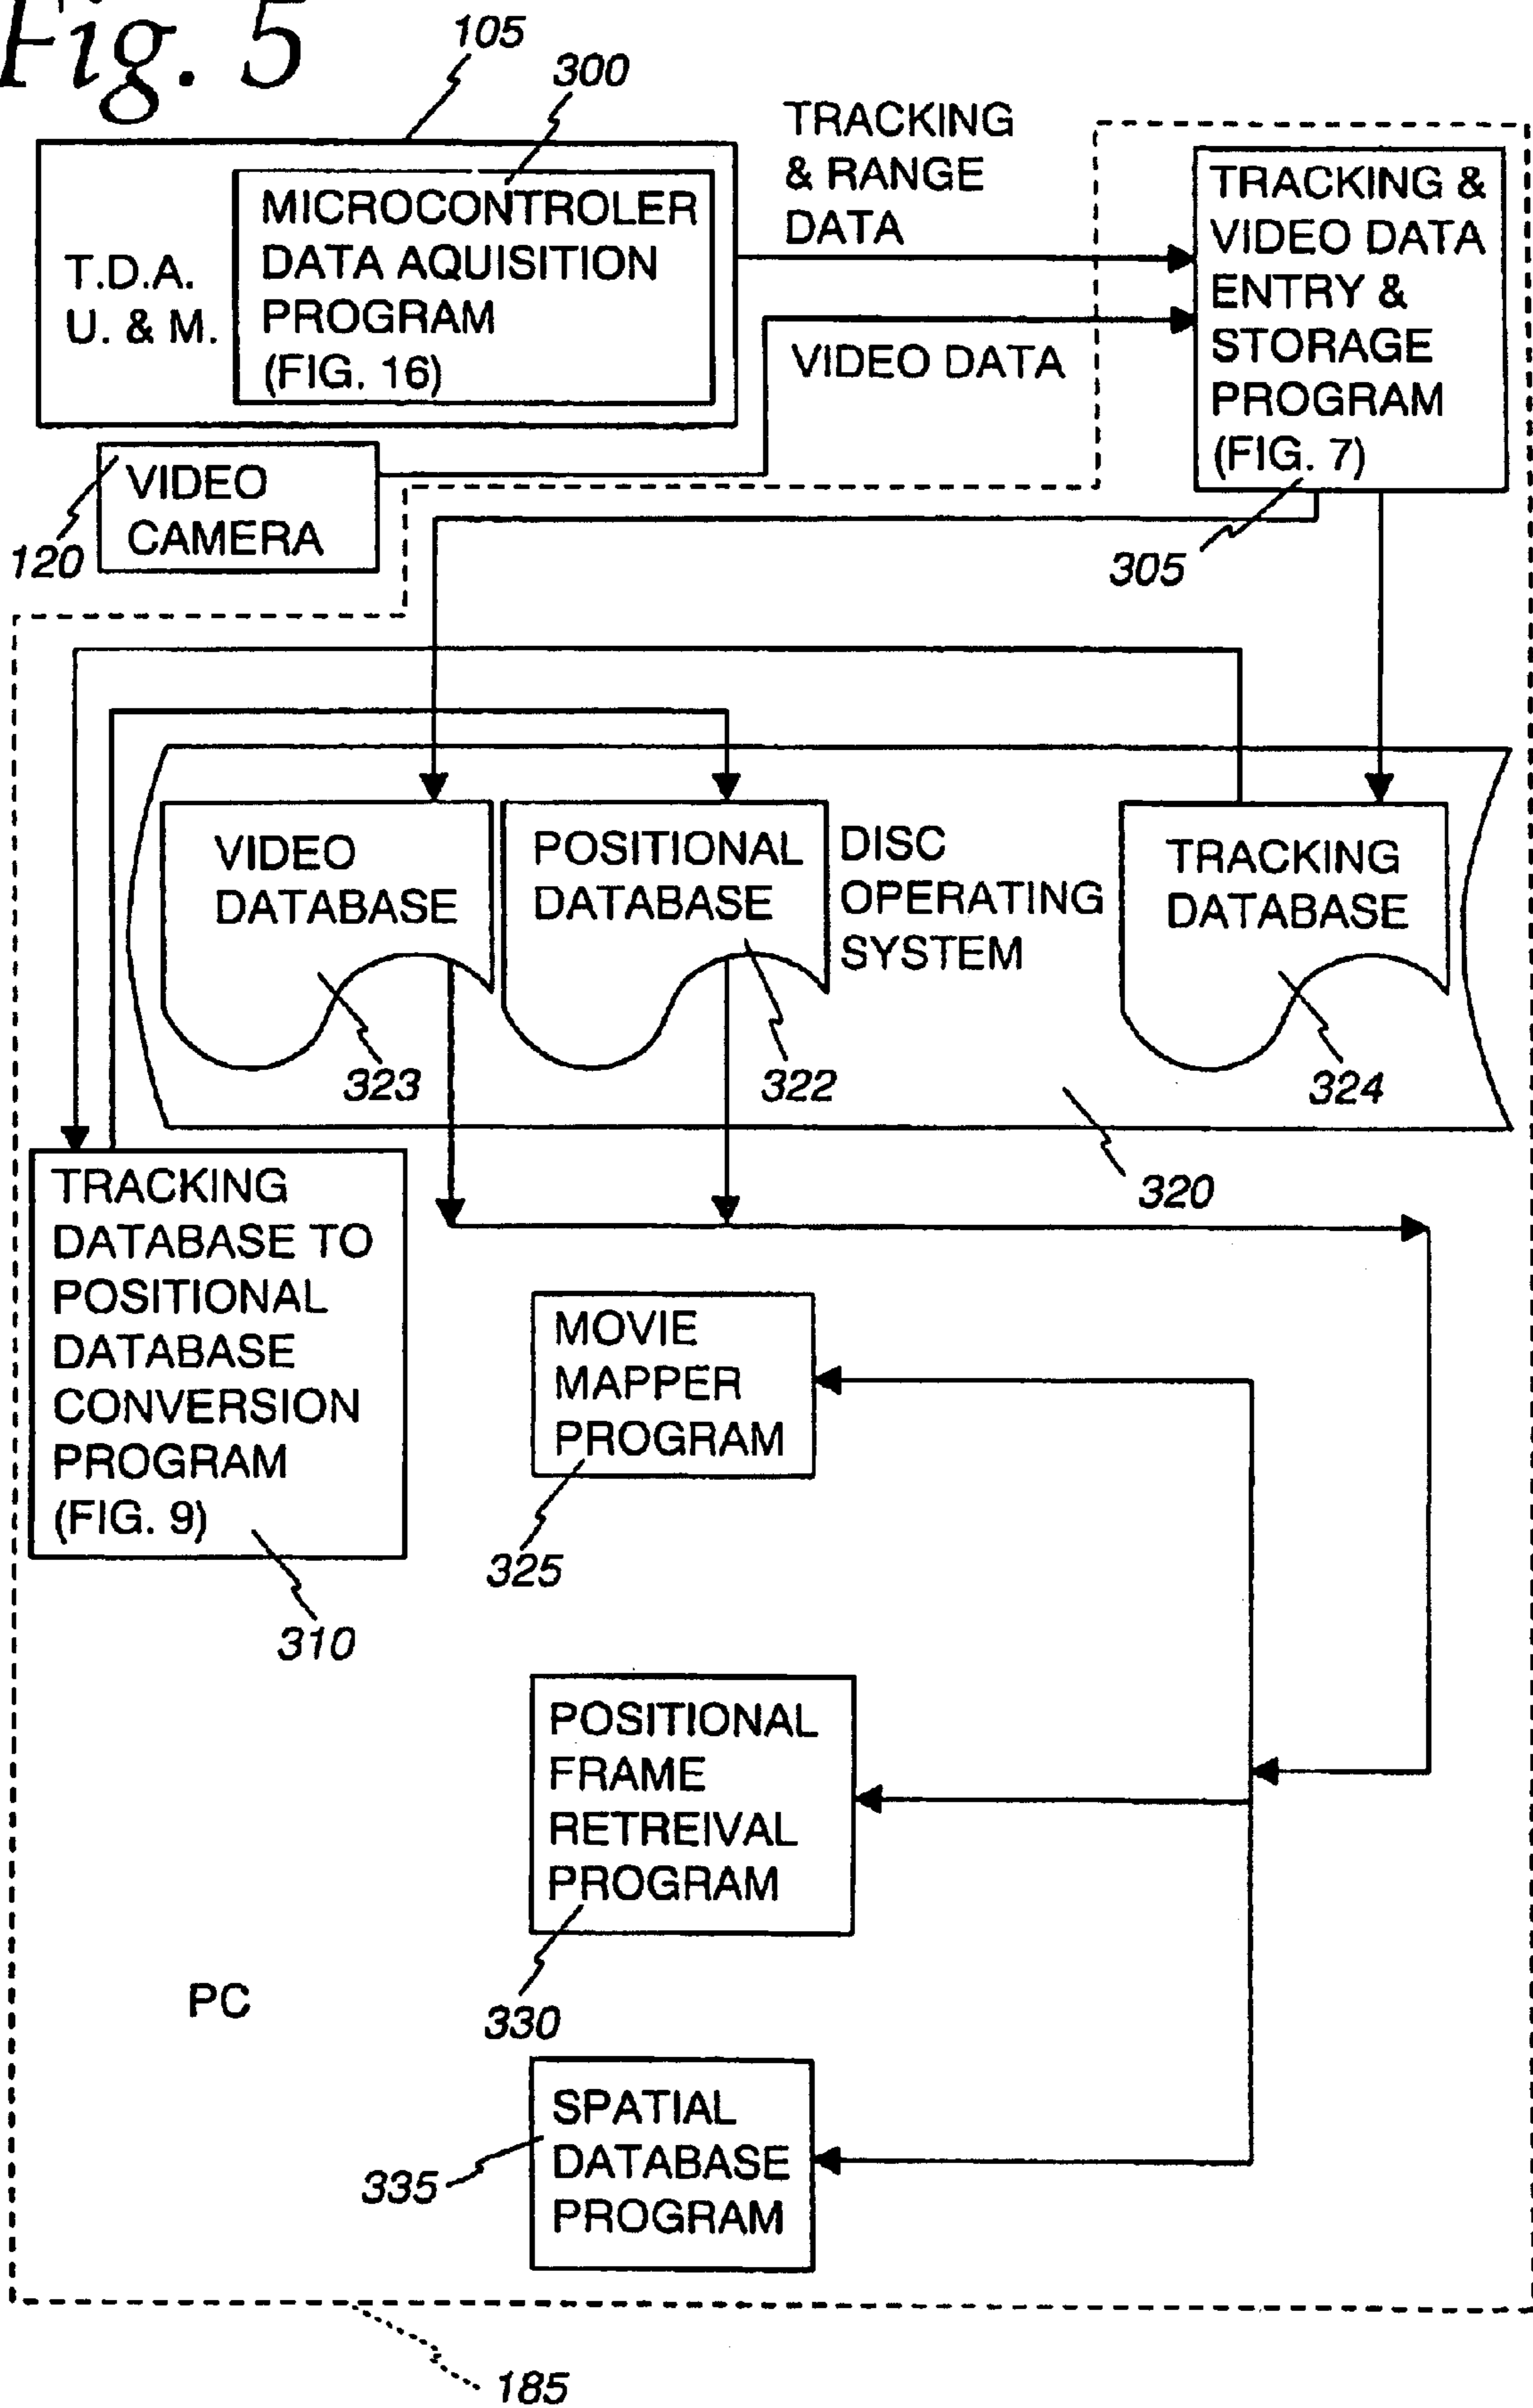 Fig. 5
105
300
T.D.A.
U. & M.
MICROCONTROLER
DATA AQUISITION
PROGRAM
(FIG. 16)
TRACKING
& RANGE
DATA
TRACKING &
VIDEO DATA
ENTRY &
STORAGE
PROGRAM
(FIG. 7)
VIDEO DATA
VIDEO
CAMERA
120
305
VIDEO
DATABASE
POSITIONAL
DATABASE
DISC
OPERATING
SYSTEM
TRACKING
DATABASE
323
322
324
320
TRACKING
DATABASE TO
POSITIONAL
DATABASE
CONVERSION
PROGRAM
(FIG. 9)
310
MOVIE
MAPPER
PROGRAM
325
POSITIONAL
FRAME
RETREIVAL
PROGRAM
330
PC
SPATIAL
DATABASE
PROGRAM
335
185